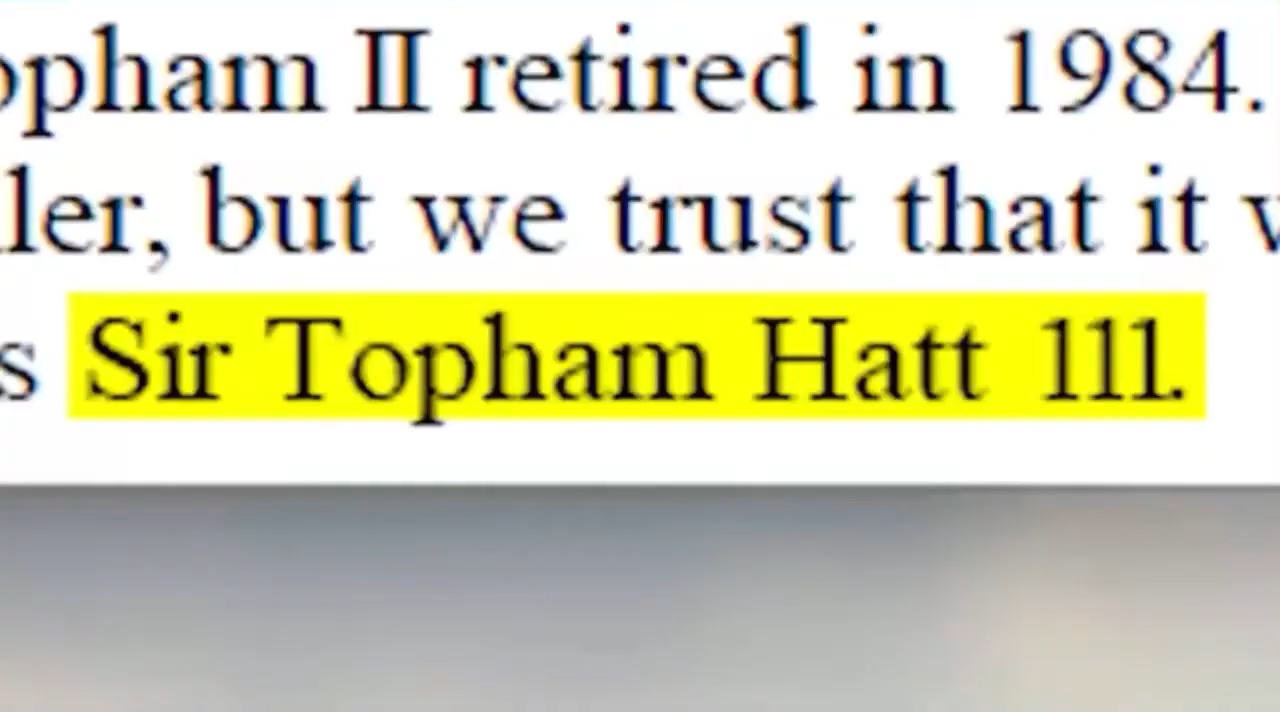 opham II retired in 1984.
ler, but we trust that it
s Sir Topham Hatt 111.